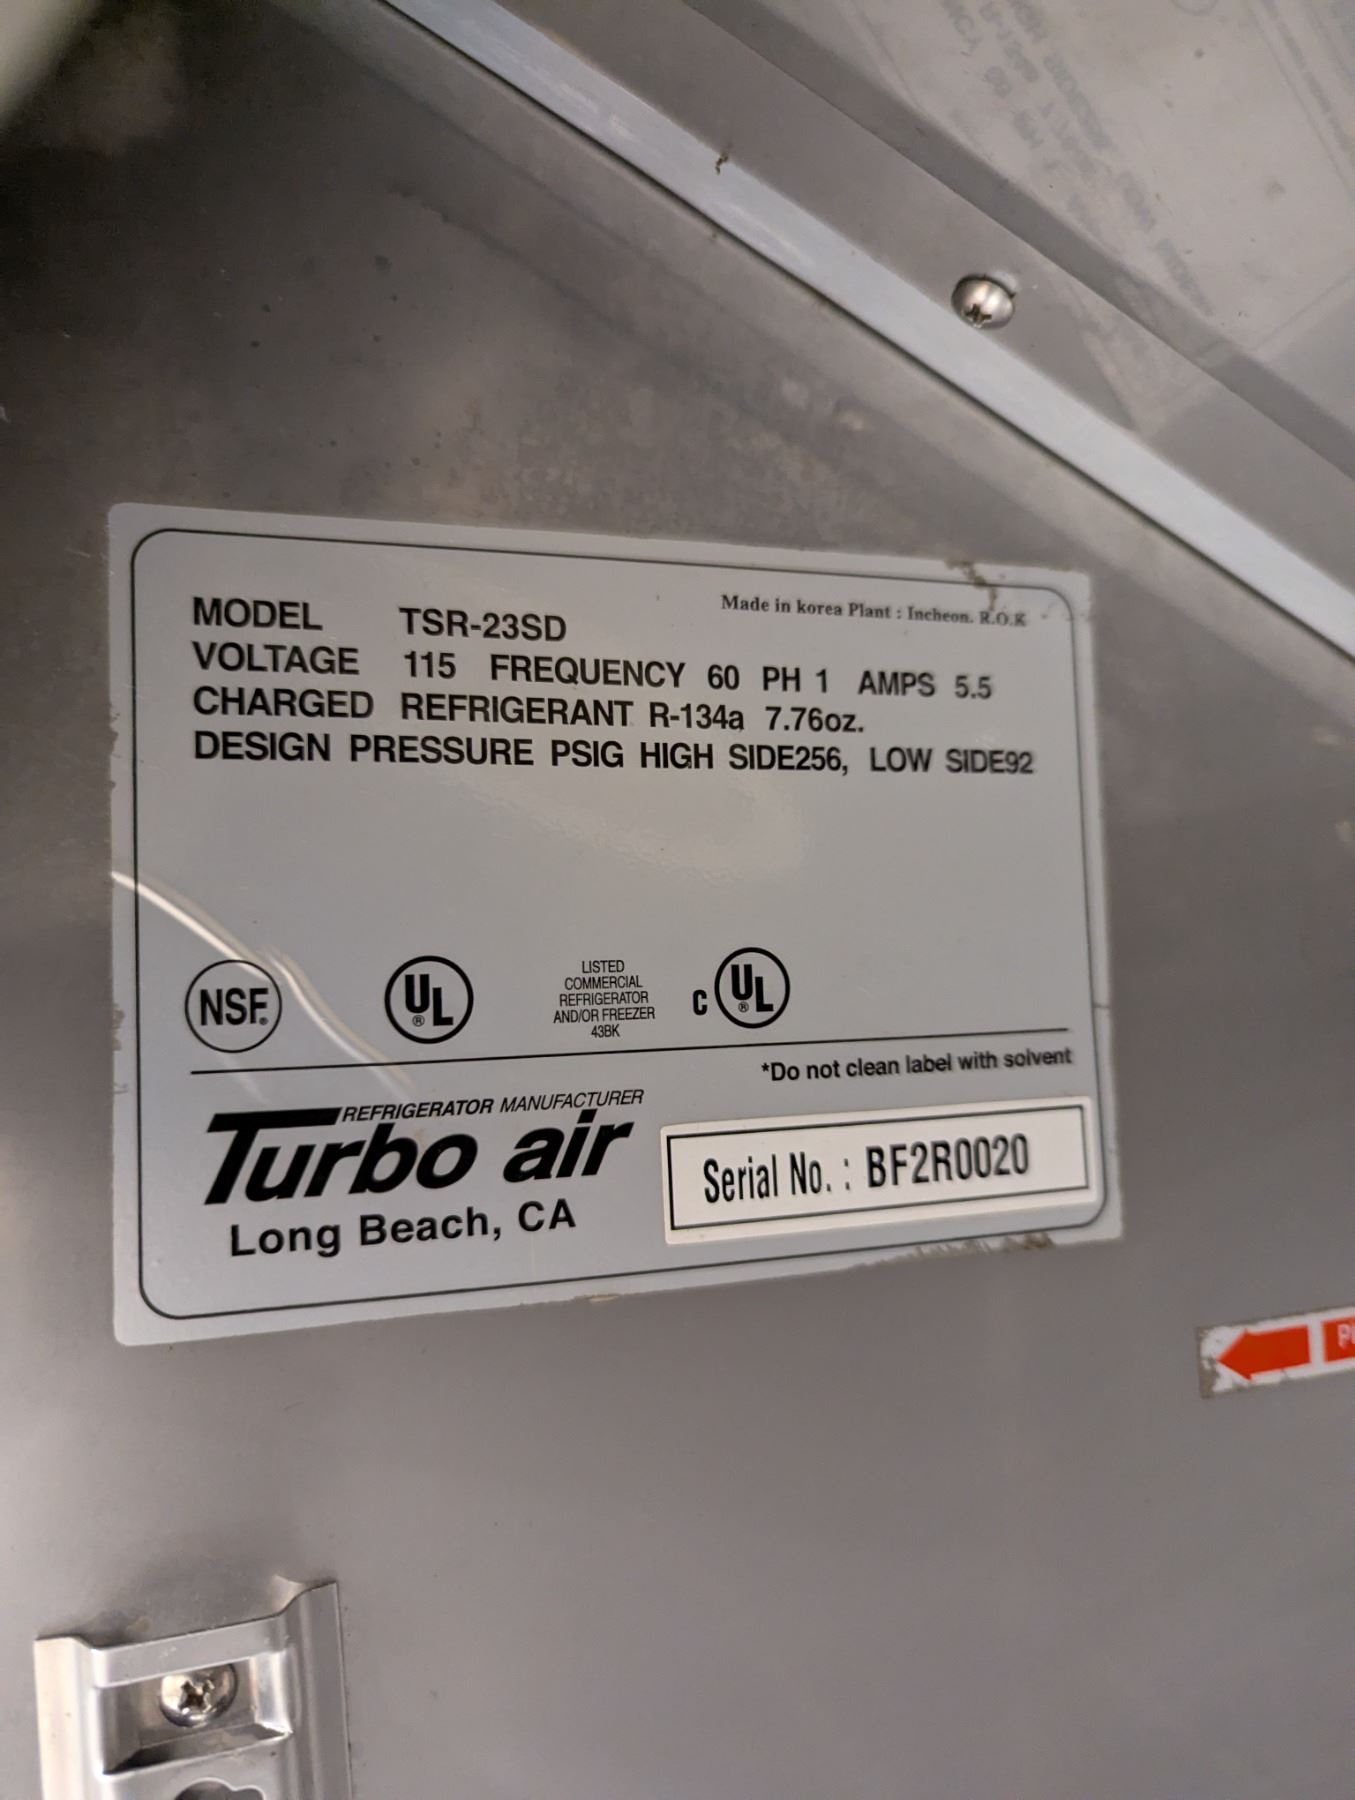 MODEL TSR-23SD
Made in korea Plant : Incheon. R.O.K
VOLTAGE 115 FREQUENCY 60 PH 1 AMPS 5.5
CHARGED REFRIGERANT R-134a 7.76oz.
DESIGN PRESSURE PSIG HIGH SIDE256, LOW SIDE92
NSF®
UL®
LISTED
COMMERCIAL
REFRIGERATOR
AND/OR FREEZER
43BK
C UL®
*Do not clean label with solvent
REFRIGERATOR MANUFACTURER
Turbo air
Long Beach, CA
Serial No. : BF2R0020